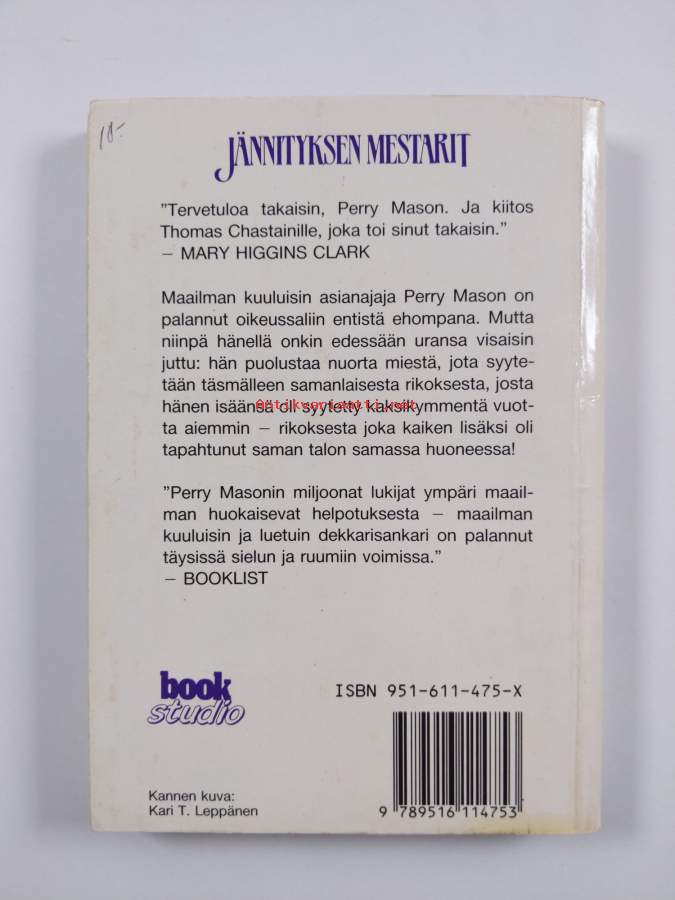 10-
JÄNNITYKSEN MESTARIT
”Tervetuloa takaisin, Perry Mason. Ja kiitos
Thomas Chastainille, joka toi sinut takaisin.”
– MARY HIGGINS CLARK
Maailman kuuluisin asianajaja Perry Mason on
palannut oikeussaliin entistä ehompana. Mutta
niinpä hänellä onkin edessään uransa visaisin
juttu: hän puolustaa nuorta miestä, jota syyte-
tään täsmälleen samanlaisesta rikoksesta, josta
hänen isäänsä oli syytetty kaksikymmentä vuot-
ta aiemmin – rikoksesta joka kaiken lisäksi oli
tapahtunut saman talon samassa huoneessa!
Antikvariaatti.net
”Perry Masonin miljoonat lukijat ympäri maail-
man huokaisevat helpotuksesta – maailman
kuuluisin ja luetuin dekkarisankari on palannut
täysissä sielun ja ruumiin voimissa.”
– BOOKLIST
book
studio
ISBN 951-611-475-X
Kannen kuva:
Kari T. Leppänen
9 789516 114753